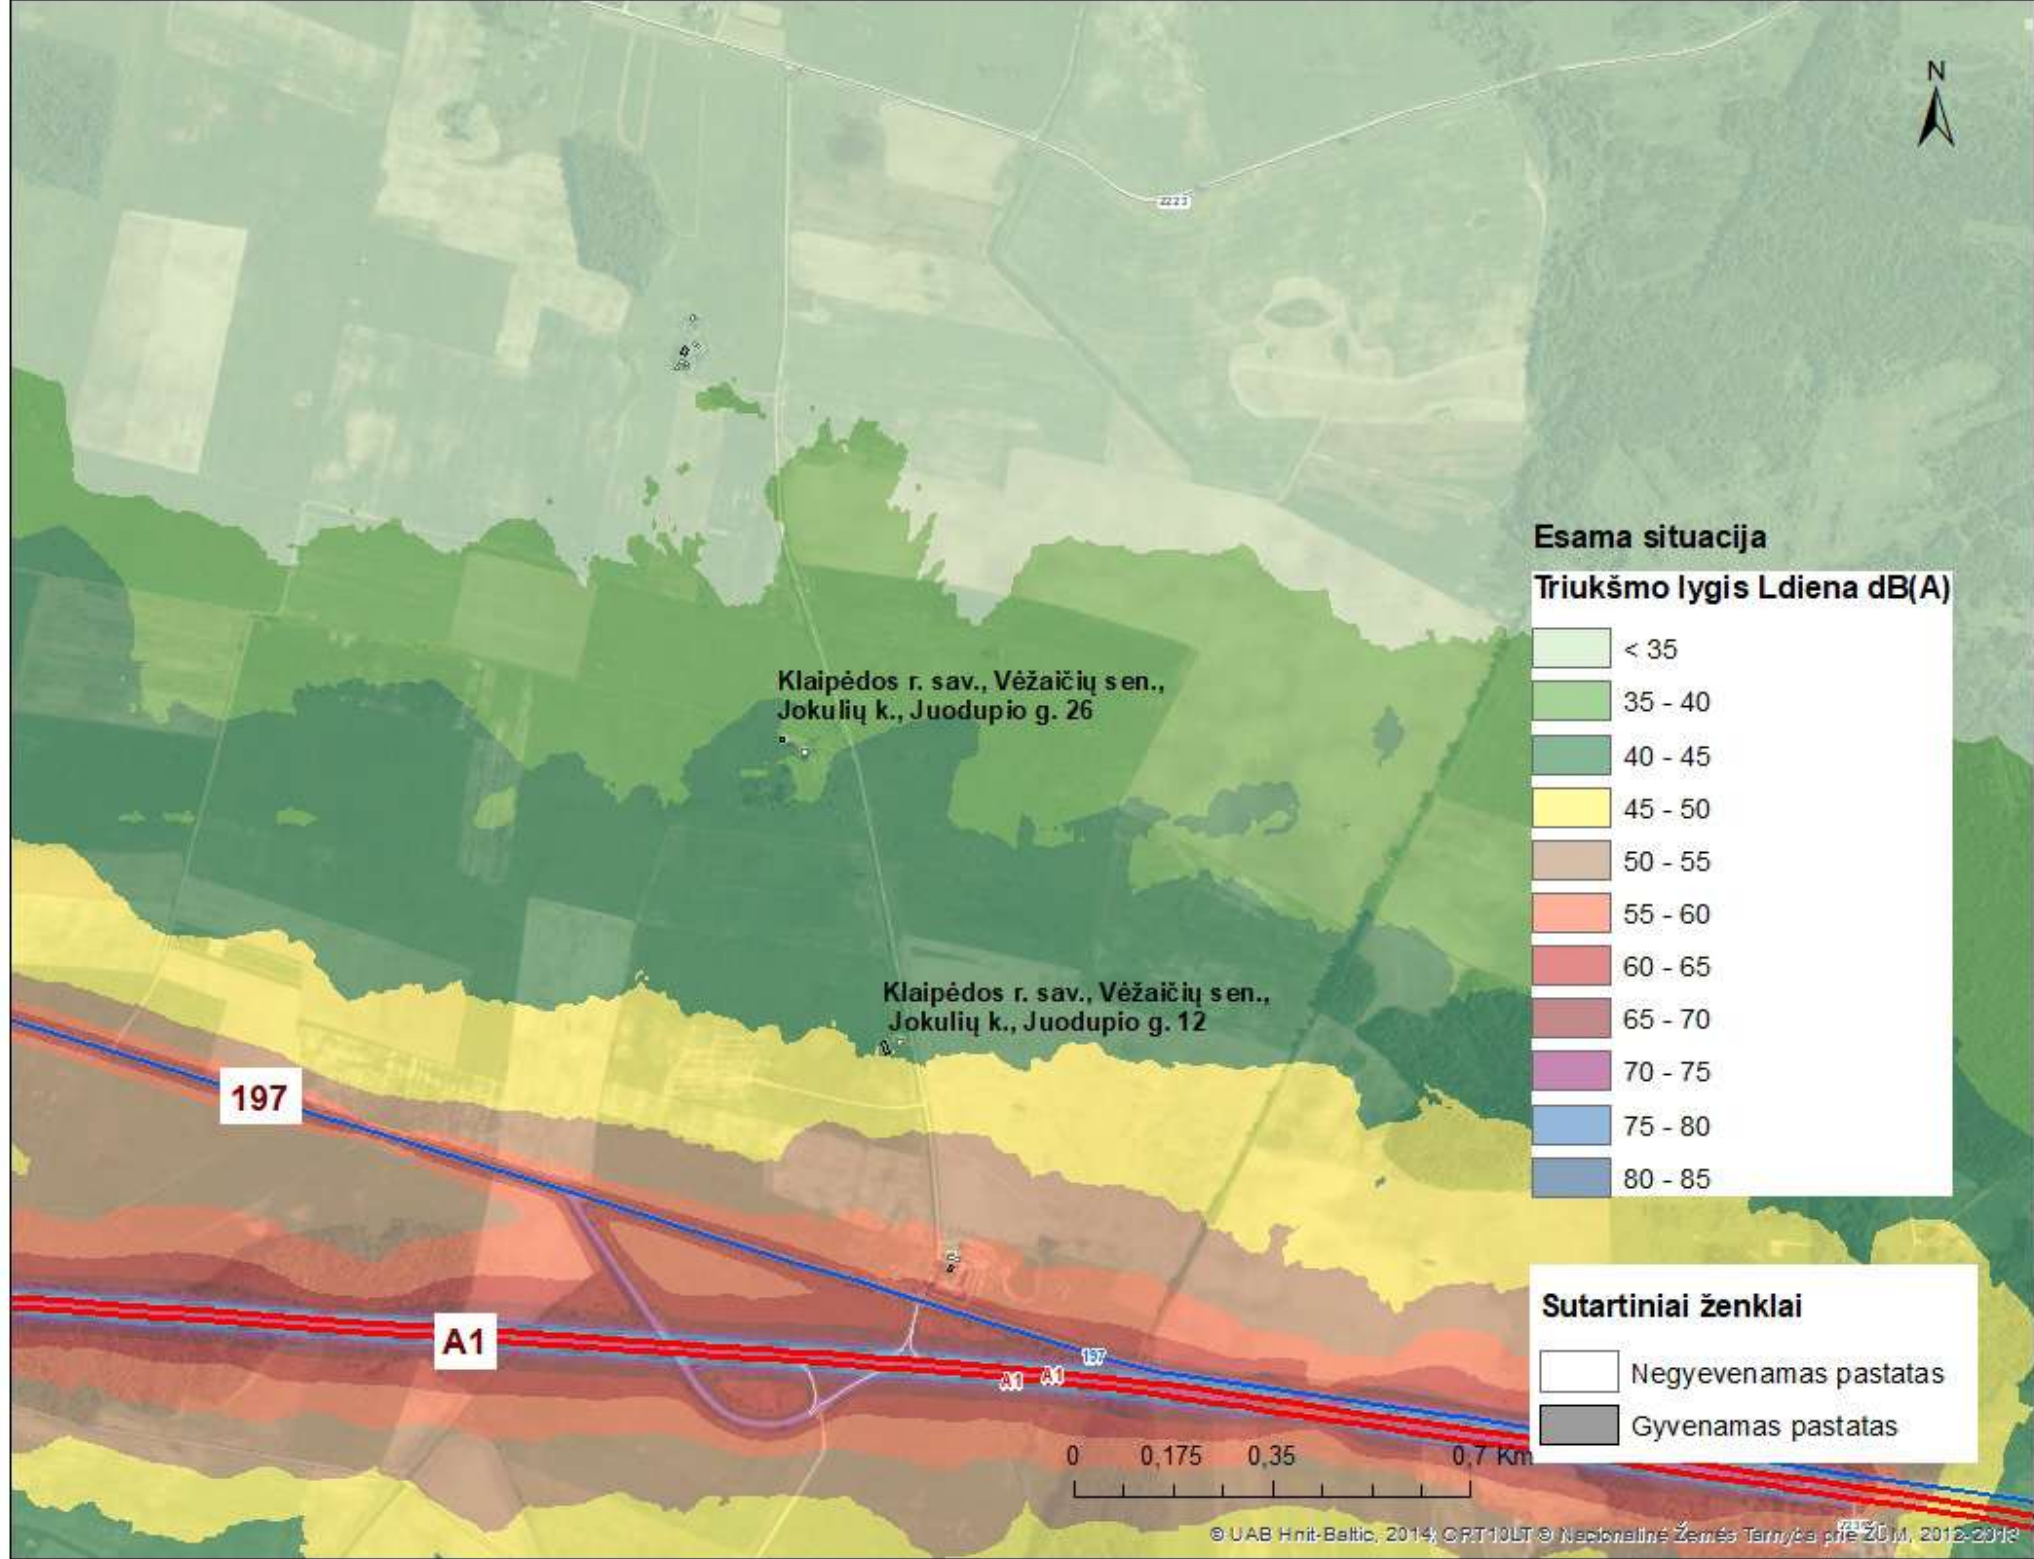 N
2223
Esama situacija
Triukšmo lygis Ldiena dB(A)
< 35
35 - 40
40 - 45
45 - 50
50 - 55
55 - 60
60 - 65
65 - 70
70 - 75
75 - 80
80 - 85
Klaipėdos r. sav., Vėžaičių sen.,
Jokulių k., Juodupio g. 26
Klaipėdos r. sav., Vėžaičių sen.,
Jokulių k., Juodupio g. 12
197
A1
197
A1 A1
Sutartiniai ženklai
Negyevenamas pastatas
Gyvenamas pastatas
0 0,175 0,35 0,7 Km
© UAB Hnit-Baltic, 2014; ORT10LT © Nacionalinė Žemės Tarnyba prie ŽŪM, 2012-2013